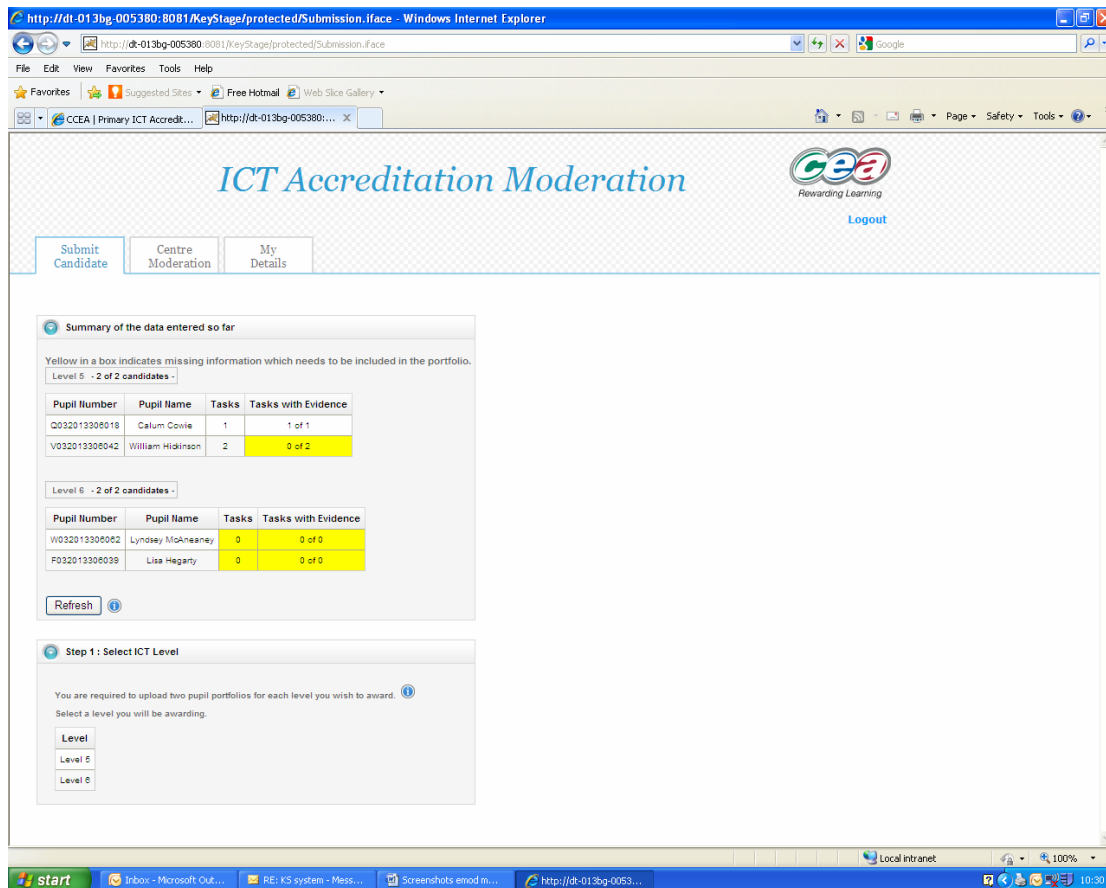 http://dt-013bg-005380:8081/KeyStage/protected/Submission.iface - Windows Internet Explorer
http://dt-013bg-005380:8081/KeyStage/protected/Submission.iface
Google
File Edit View Favorites Tools Help
Favorites Suggested Sites Free Hotmail Web Slice Gallery
CCEA | Primary ICT Accredit... http://dt-013bg-005380:... X Page Safety Tools
ICT Accreditation Moderation
cea
Rewarding Learning
Logout
Submit Candidate
Centre Moderation
My Details
Summary of the data entered so far
Yellow in a box indicates missing information which needs to be included in the portfolio.
Level 5 - 2 of 2 candidates -
Pupil Number Pupil Name Tasks Tasks with Evidence
Q032013306018 Calum Cowie 1 1 of 1
V032013306042 William Hickinson 2 0 of 2
Level 6 - 2 of 2 candidates -
Pupil Number Pupil Name Tasks Tasks with Evidence
W032013306062 Lyndsey McAneaney 0 0 of 0
F032013306039 Lisa Hegarty 0 0 of 0
Refresh
Step 1 : Select ICT Level
You are required to upload two pupil portfolios for each level you wish to award.
Select a level you will be awarding.
Level
Level 5
Level 6
Local intranet 100%
start Inbox - Microsoft Out... RE: KS system - Mess... Screenshots emod m... http://dt-013bg-0053... 10:30